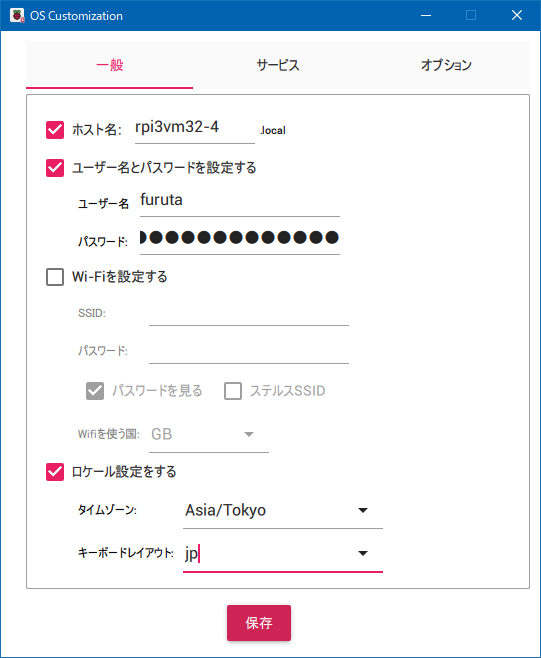 OS Customization
一般 サービス オプション
ホスト名: rpi3vm32-4 .local
ユーザー名とパスワードを設定する
ユーザー名 furuta
パスワード: ●●●●●●●●●●●●●
Wi-Fiを設定する
SSID:
パスワード:
パスワードを見る ステルスSSID
Wifiを使う国: GB
ロケール設定をする
タイムゾーン: Asia/Tokyo
キーボードレイアウト: jp
保存